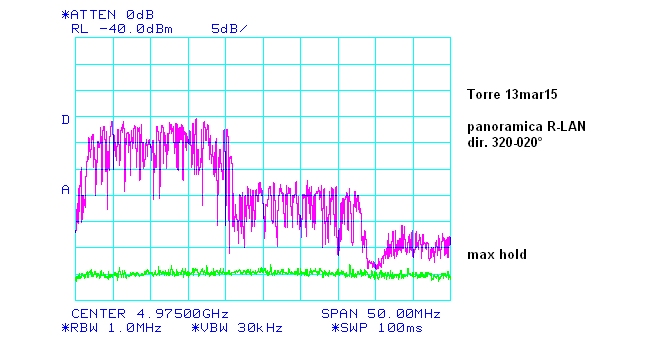 *ATTEN 0dB
RL -40.0dBm 5dB/
Torre 13mar15
D
panoramica R-LAN
dir. 320-020°
A
max hold
CENTER 4.97500GHz SPAN 50.00MHz
*RBW 1.0MHz *VBW 30kHz *SWP 100ms